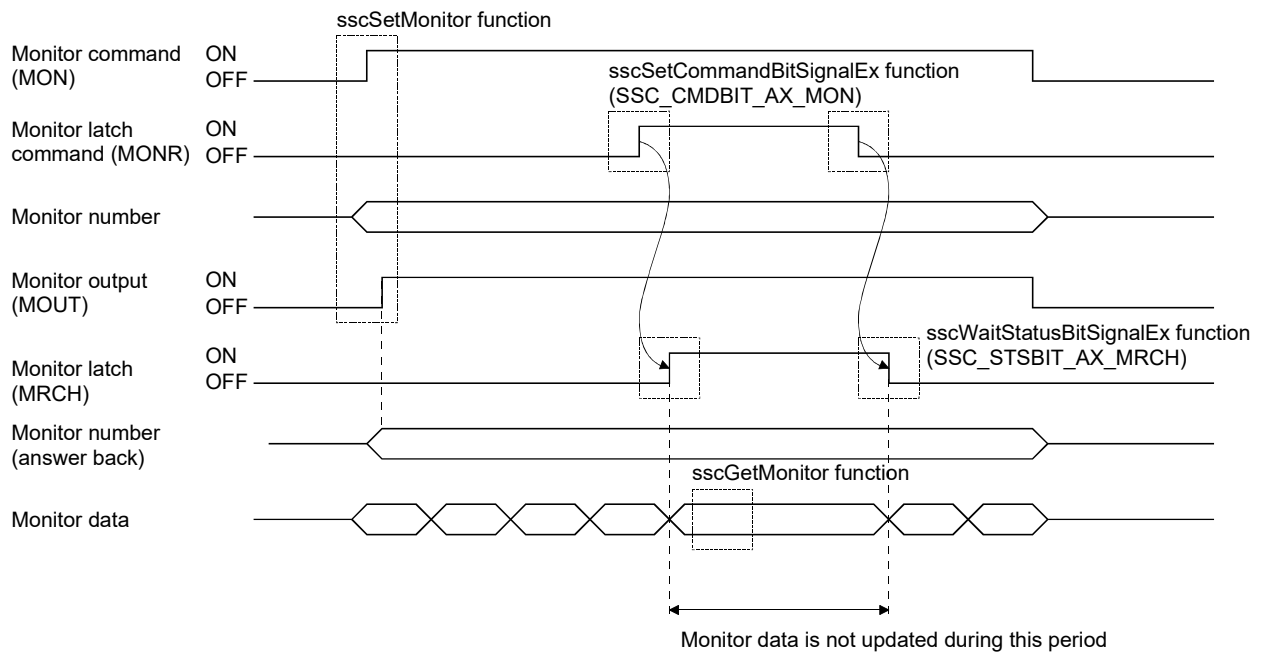 sscSetMonitor function
Monitor command ON
(MON) OFF
sscSetCommandBitSignalEx function
(SSC_CMDBIT_AX_MON)
Monitor latch ON
command (MONR) OFF
Monitor number
Monitor output ON
(MOUT) OFF
sscWaitStatusBitSignalEx function
(SSC_STSBIT_AX_MRCH)
Monitor latch ON
(MRCH) OFF
Monitor number
(answer back)
sscGetMonitor function
Monitor data
Monitor data is not updated during this period